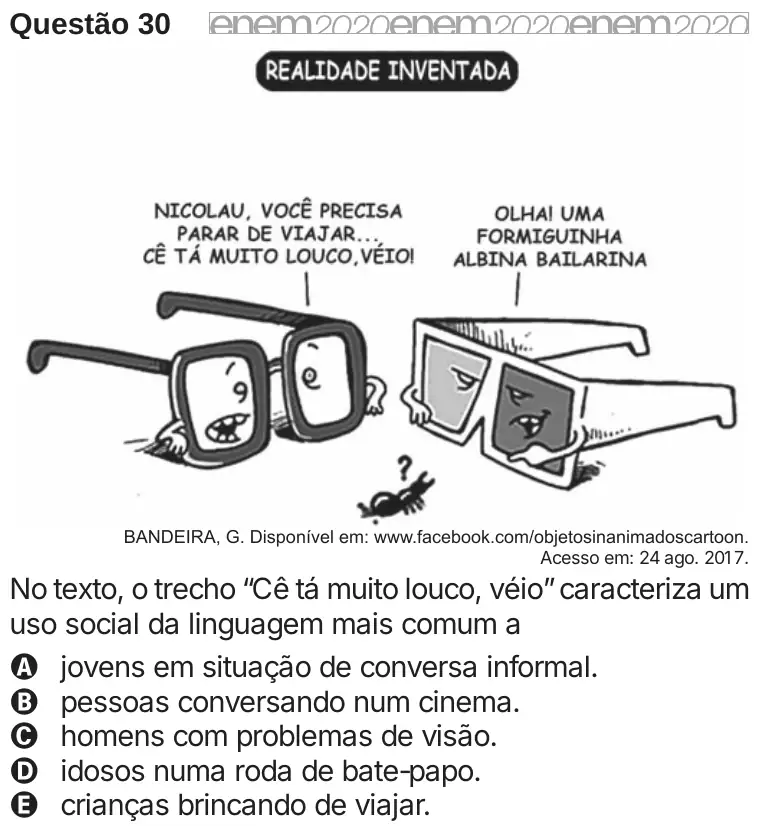 Questão 30 enem2020enem2020enem2020
REALIDADE INVENTADA
NICOLAU, VOCÊ PRECISA
PARAR DE VIAJAR...
CÊ TÁ MUITO LOUCO,VÉIO!
OLHA! UMA
FORMIGUINHA
ALBINA BAILARINA
?
BANDEIRA, G. Disponível em: www.facebook.com/objetosinanimadoscartoon.
Acesso em: 24 ago. 2017.
No texto, o trecho “Cê tá muito louco, véio” caracteriza um
uso social da linguagem mais comum a
A jovens em situação de conversa informal.
B pessoas conversando num cinema.
C homens com problemas de visão.
D idosos numa roda de bate-papo.
E crianças brincando de viajar.